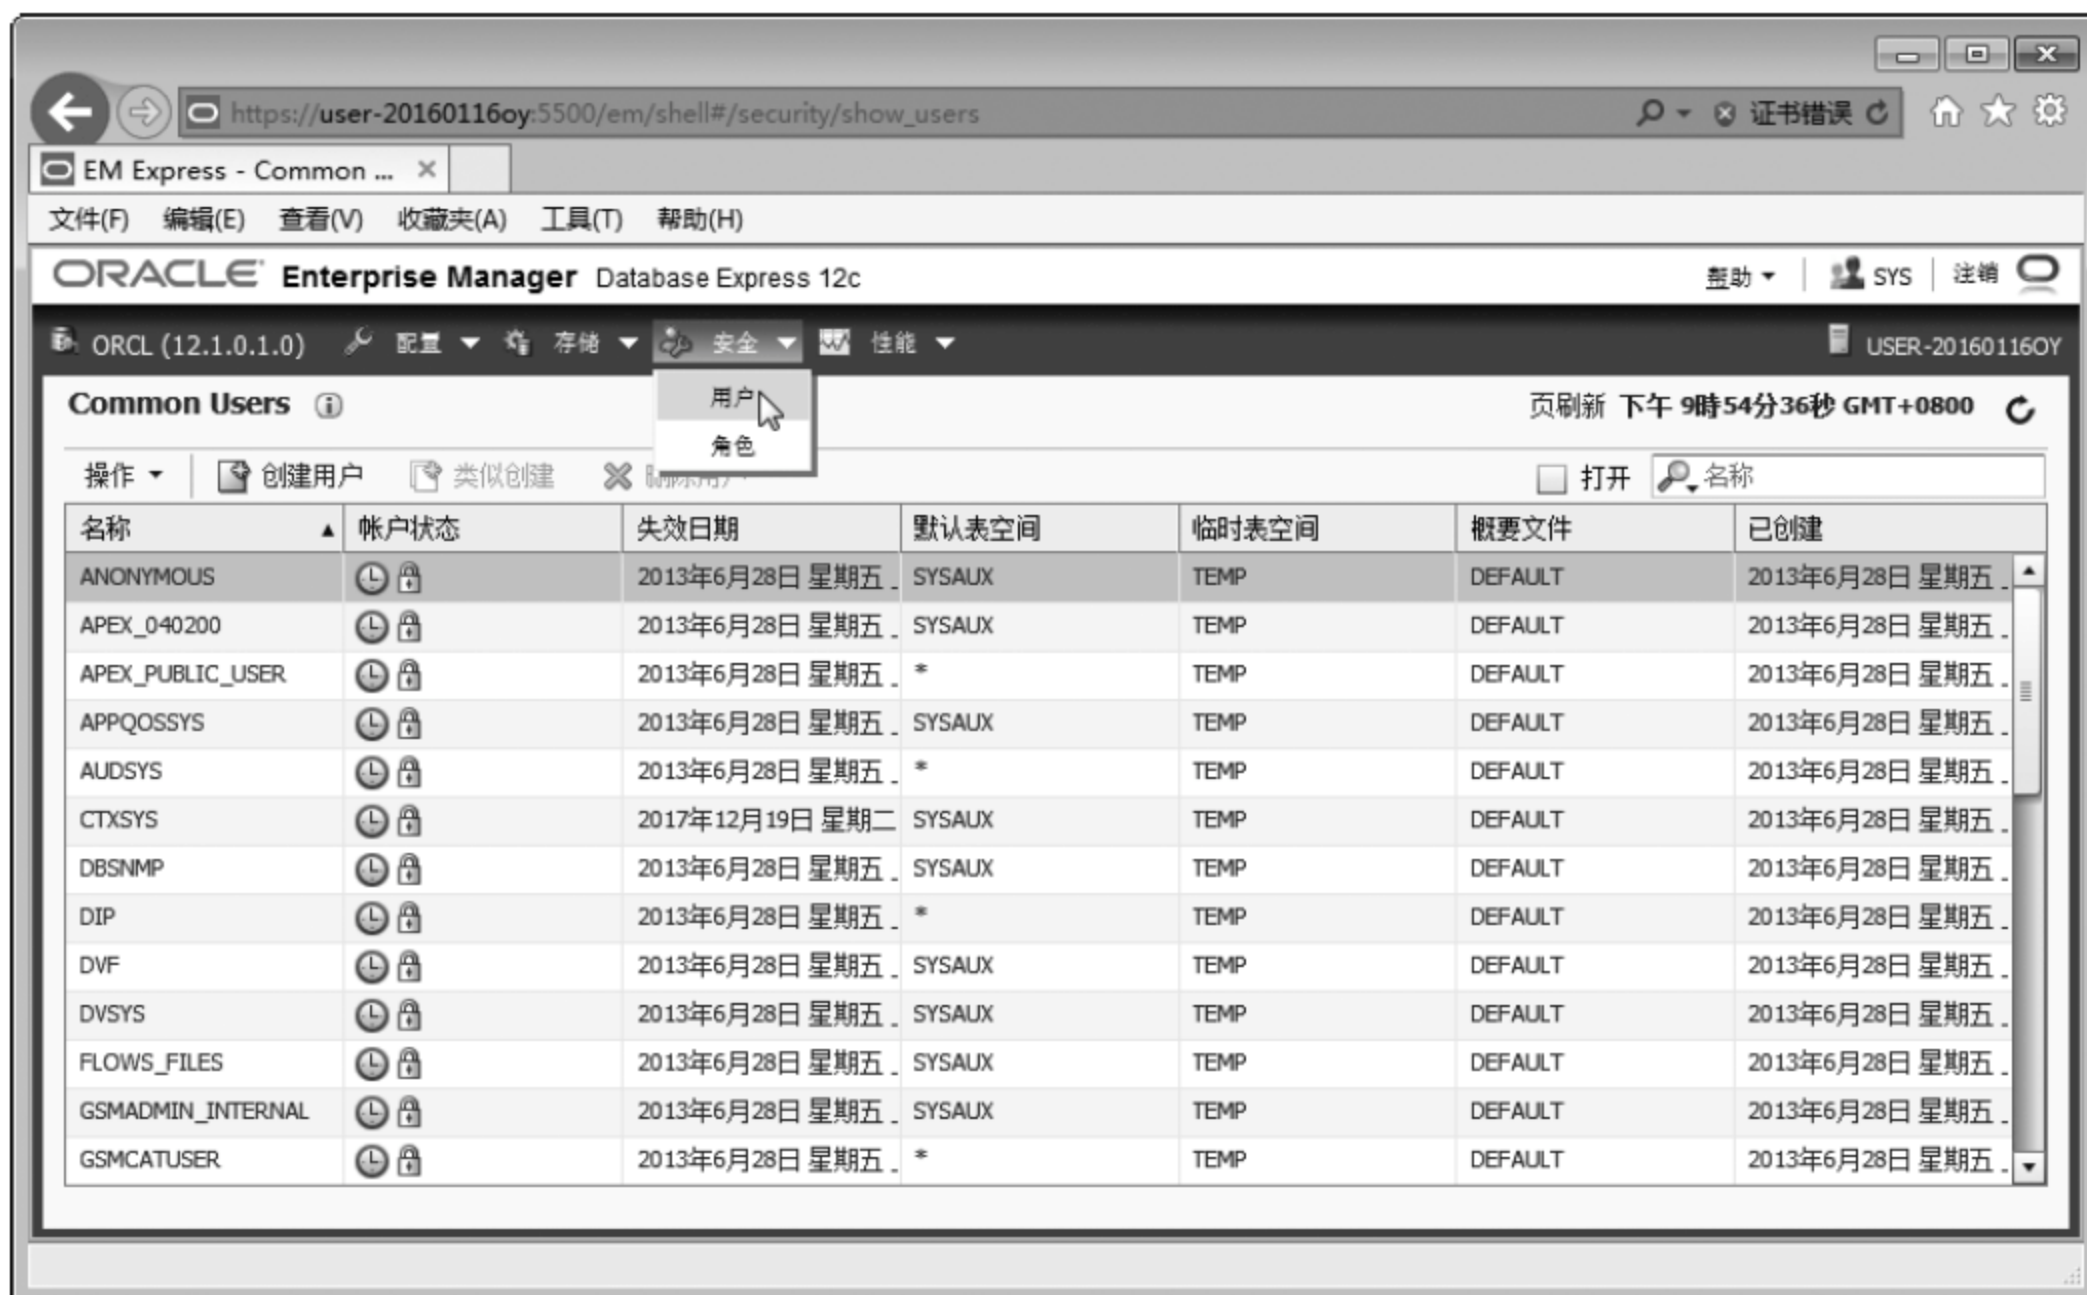 https://user-20160116oy:5500/em/shell#/security/show_users 证书错误
EM Express - Common ...
文件(F) 编辑(E) 查看(V) 收藏夹(A) 工具(T) 帮助(H)
ORACLE Enterprise Manager Database Express 12c 帮助 SYS 注销
ORCL (12.1.0.1.0) 配置 存储 安全 性能 USER-20160116OY
Common Users 用户 页刷新 下午 9時54分36秒 GMT+0800
角色
操作 创建用户 类似创建 删除用户 打开 名称
名称 帐户状态 失效日期 默认表空间 临时表空间 概要文件 已创建
ANONYMOUS 2013年6月28日 星期五 SYSAUX TEMP DEFAULT 2013年6月28日 星期五
APEX_040200 2013年6月28日 星期五 SYSAUX TEMP DEFAULT 2013年6月28日 星期五
APEX_PUBLIC_USER 2013年6月28日 星期五 * TEMP DEFAULT 2013年6月28日 星期五
APPQOSSYS 2013年6月28日 星期五 SYSAUX TEMP DEFAULT 2013年6月28日 星期五
AUDSYS 2013年6月28日 星期五 * TEMP DEFAULT 2013年6月28日 星期五
CTXSYS 2017年12月19日 星期二 SYSAUX TEMP DEFAULT 2013年6月28日 星期五
DBSNMP 2013年6月28日 星期五 SYSAUX TEMP DEFAULT 2013年6月28日 星期五
DIP 2013年6月28日 星期五 * TEMP DEFAULT 2013年6月28日 星期五
DVF 2013年6月28日 星期五 SYSAUX TEMP DEFAULT 2013年6月28日 星期五
DVSYS 2013年6月28日 星期五 SYSAUX TEMP DEFAULT 2013年6月28日 星期五
FLOWS_FILES 2013年6月28日 星期五 SYSAUX TEMP DEFAULT 2013年6月28日 星期五
GSMADMIN_INTERNAL 2013年6月28日 星期五 SYSAUX TEMP DEFAULT 2013年6月28日 星期五
GSMCATUSER 2013年6月28日 星期五 * TEMP DEFAULT 2013年6月28日 星期五